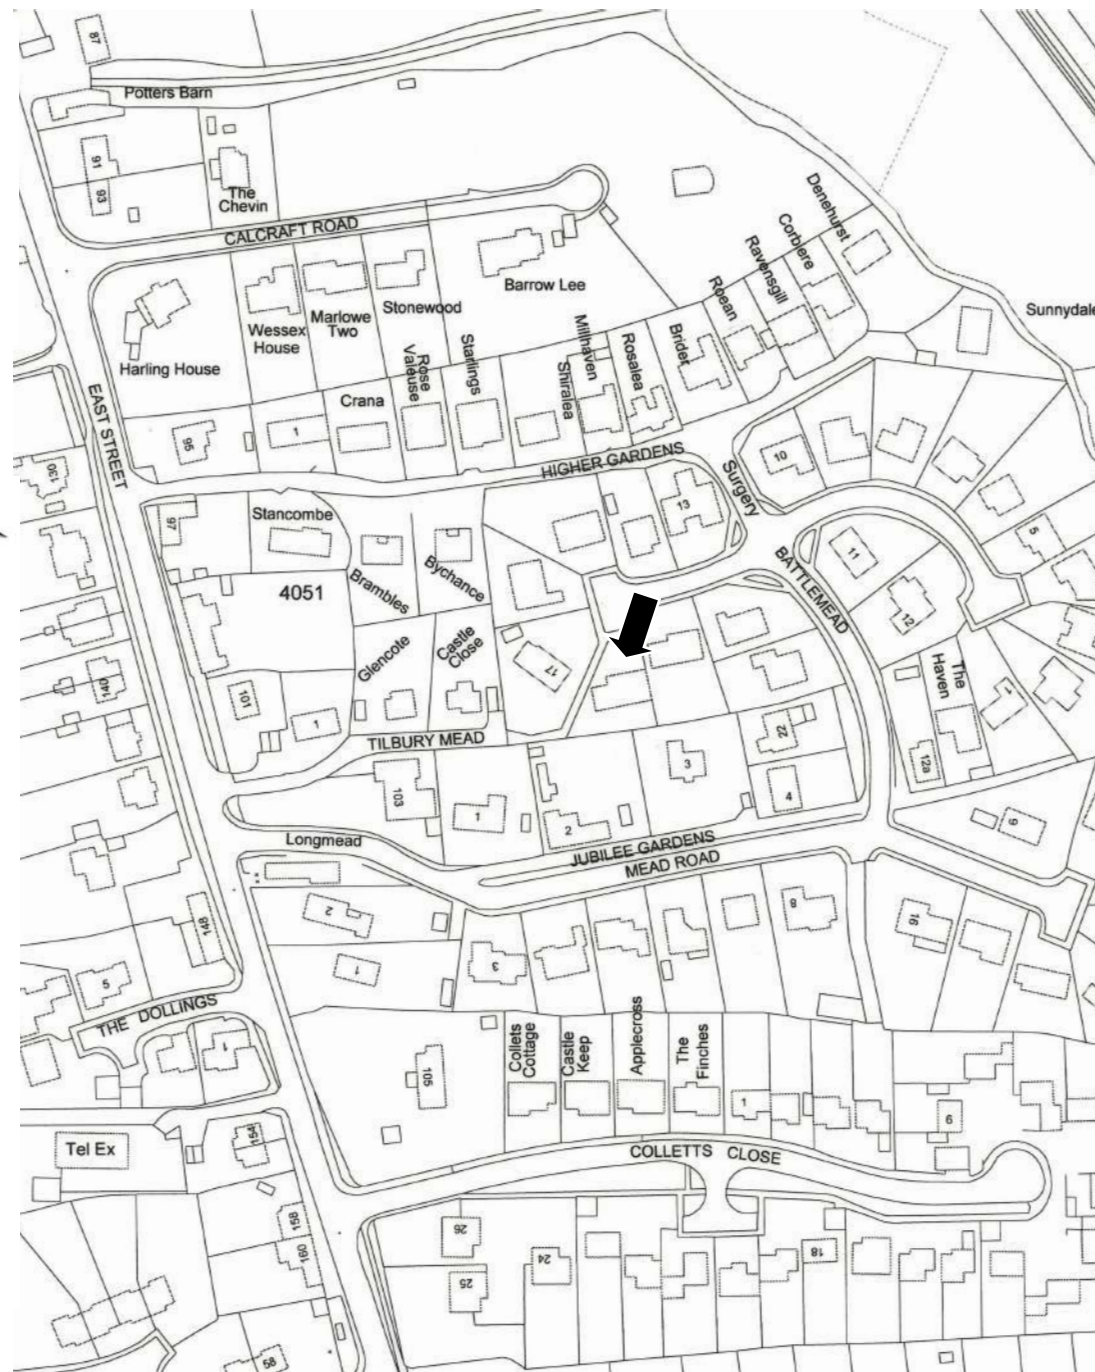 87
Potters Barn
91
93
The
Chevin
CALCRAFT ROAD
Denehurst
Corbiere
Ravensgill
Roean
Barrow Lee
Stonewood
Marlowe
Two
Wessex
House
Harling House
Sunnydale
Brider
Rosalea
Millhaven
Shiralea
Starlings
Rose
Valeuse
Crana
1
95
EAST STREET
HIGHER GARDENS
130
10
Surgery
13
97
Stancombe
5
11
BATTLEMEAD
Brambles
Bychance
4051
12
Glencote
Castle
Close
17
The
Haven
1
140
101
1
TILBURY MEAD
22
12a
3
103
4
1
2
9
Longmead
JUBILEE GARDENS
MEAD ROAD
2
8
16
148
1
3
5
THE DOLLINGS
1
Collets
Cottage
Castle
Keep
Applecross
The
Finches
105
1
6
154
Tel Ex
COLLETTS CLOSE
158
26
18
24
160
25
58